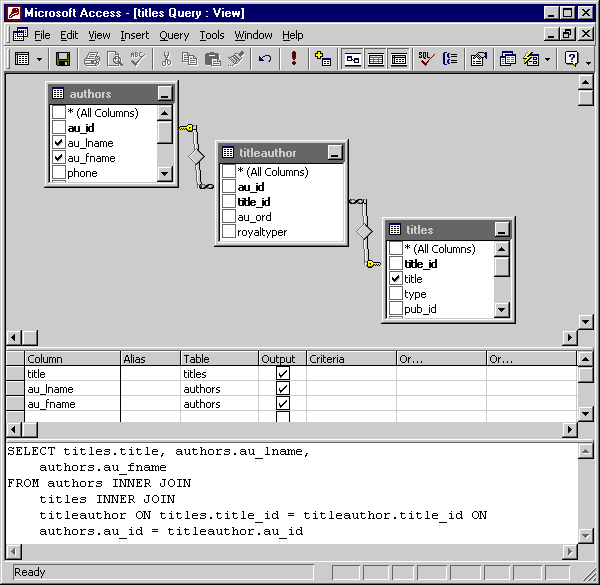 Microsoft Access - [titles Query : View]
File Edit View Insert Query Tools Window Help
SQL
authors
* (All Columns)
au_id
au_lname
au_fname
phone
titleauthor
* (All Columns)
au_id
title_id
au_ord
royaltyper
titles
* (All Columns)
title_id
title
type
pub_id
Column Alias Table Output Criteria Or... Or...
title titles
au_lname authors
au_fname authors
SELECT titles.title, authors.au_lname,
authors.au_fname
FROM authors INNER JOIN
titles INNER JOIN
titleauthor ON titles.title_id = titleauthor.title_id ON
authors.au_id = titleauthor.au_id
Ready